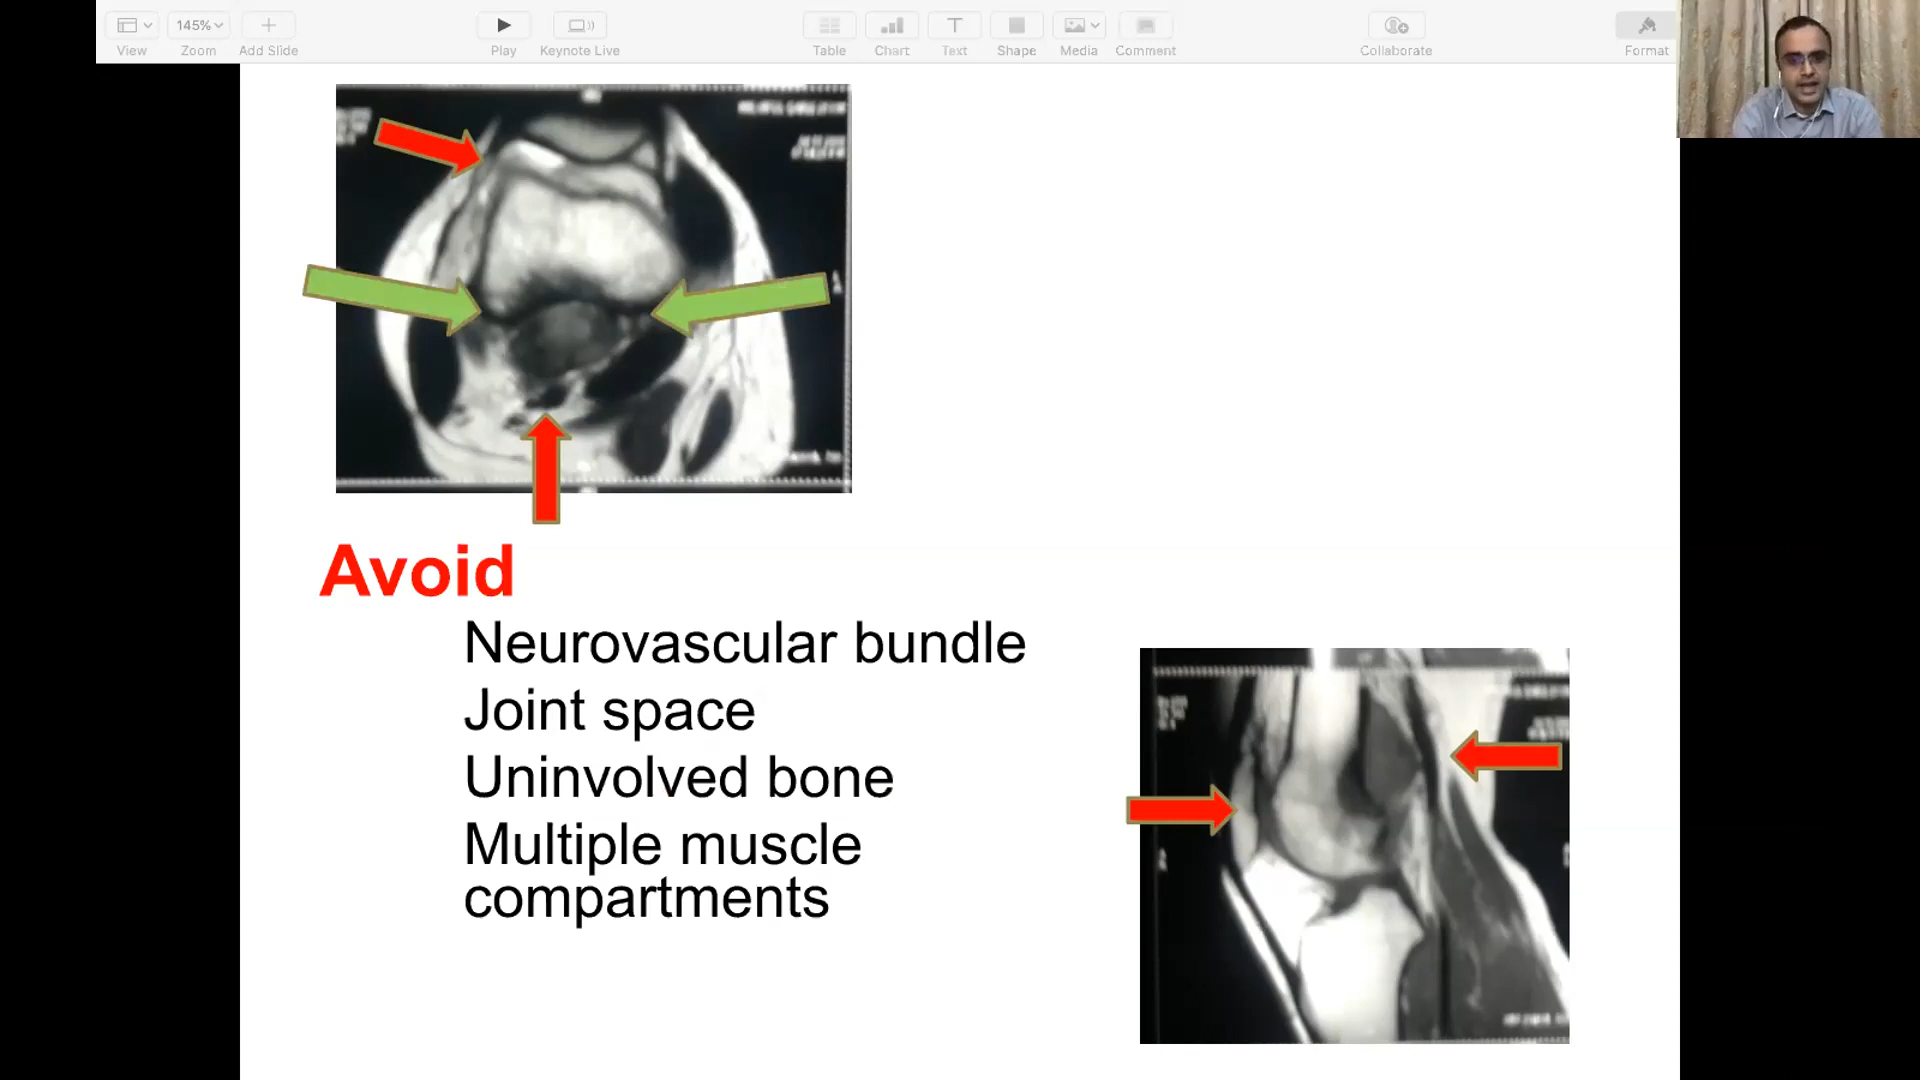 145%
View
Zoom
Add Slide
Play
Keynote Live
Table
Chart
Text
Shape
Media
Comment
Collaborate
Format
Avoid
Neurovascular bundle
Joint space
Uninvolved bone
Multiple muscle
compartments